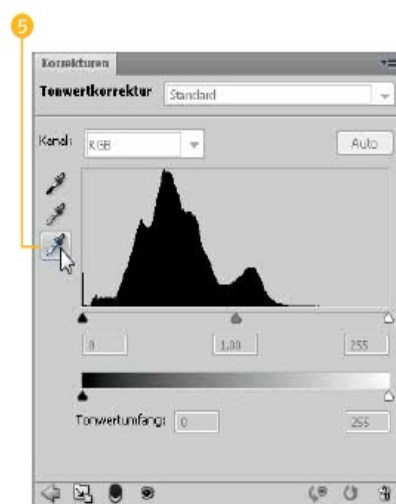 5
Korrekturen
Tonwertkorrektur Standard
Kanal: RGB Auto
0 1,00 255
Tonwertumfang: 0 255